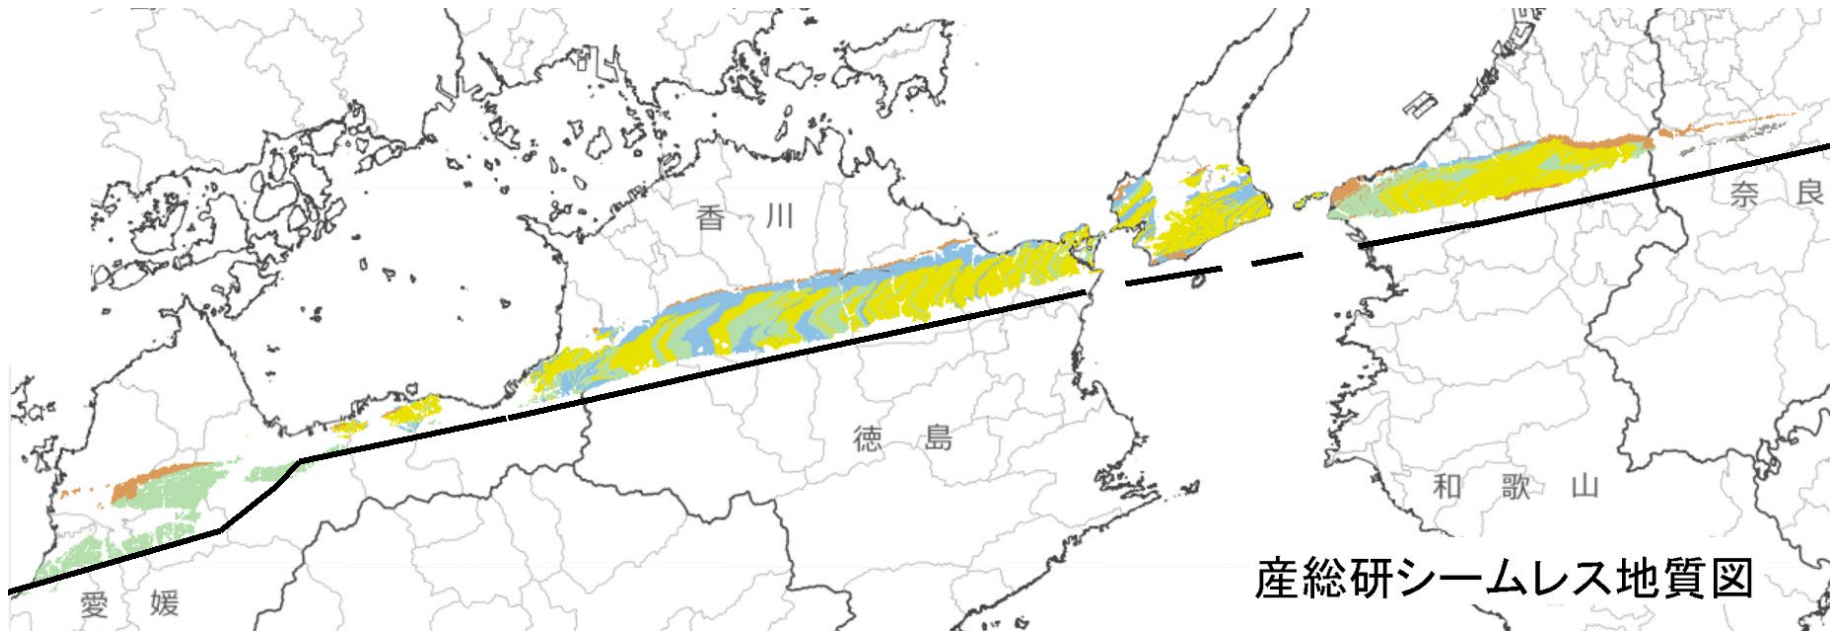 香川
奈良
徳島
和歌山
愛媛
産総研シームレス地質図